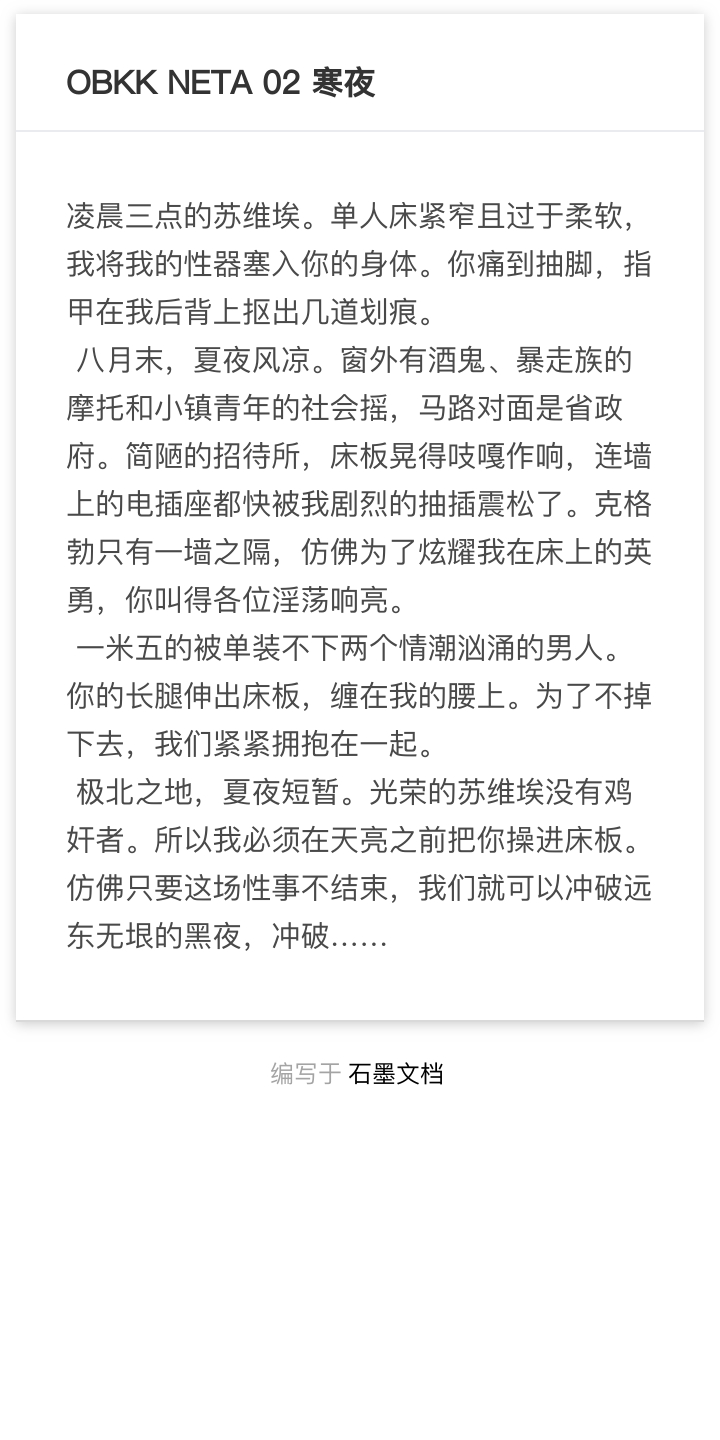 OBKK NETA 02 寒夜
凌晨三点的苏维埃。单人床紧窄且过于柔软，
我将我的性器塞入你的身体。你痛到抽脚，指
甲在我后背上抠出几道划痕。
八月末，夏夜风凉。窗外有酒鬼、暴走族的
摩托和小镇青年的社会摇，马路对面是省政
府。简陋的招待所，床板晃得吱嘎作响，连墙
上的电插座都快被我剧烈的抽插震松了。克格
勃只有一墙之隔，仿佛为了炫耀我在床上的英
勇，你叫得各位淫荡响亮。
一米五的被单装不下两个情潮汹涌的男人。
你的长腿伸出床板，缠在我的腰上。为了不掉
下去，我们紧紧拥抱在一起。
极北之地，夏夜短暂。光荣的苏维埃没有鸡
奸者。所以我必须在天亮之前把你操进床板。
仿佛只要这场性事不结束，我们就可以冲破远
东无垠的黑夜，冲破……
编写于 石墨文档